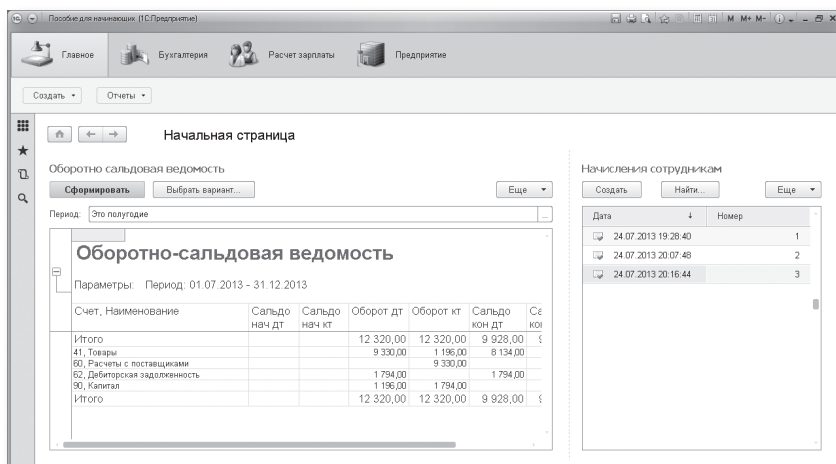 Пособие для начинающих (1С:Предприятие)
M M+ M-
Главное Бухгалтерия Расчет зарплаты Предприятие
Создать Отчеты
Начальная страница
Оборотно сальдовая ведомость
Сформировать Выбрать вариант... Еще
Период: Это полугодие ...
Оборотно-сальдовая ведомость
Параметры: Период: 01.07.2013 - 31.12.2013
Счет, Наименование Сальдо нач дт Сальдо нач кт Оборот дт Оборот кт Сальдо кон дт
Итого 12 320,00 12 320,00 9 928,00
41, Товары 9 330,00 1 196,00 8 134,00
60, Расчеты с поставщиками 9 330,00
62, Дебиторская задолженность 1 794,00 1 794,00
90, Капитал 1 196,00 1 794,00
Итого 12 320,00 12 320,00 9 928,00
Начисления сотрудникам
Создать Найти... Еще
Дата Номер
24.07.2013 19:28:40 1
24.07.2013 20:07:48 2
24.07.2013 20:16:44 3